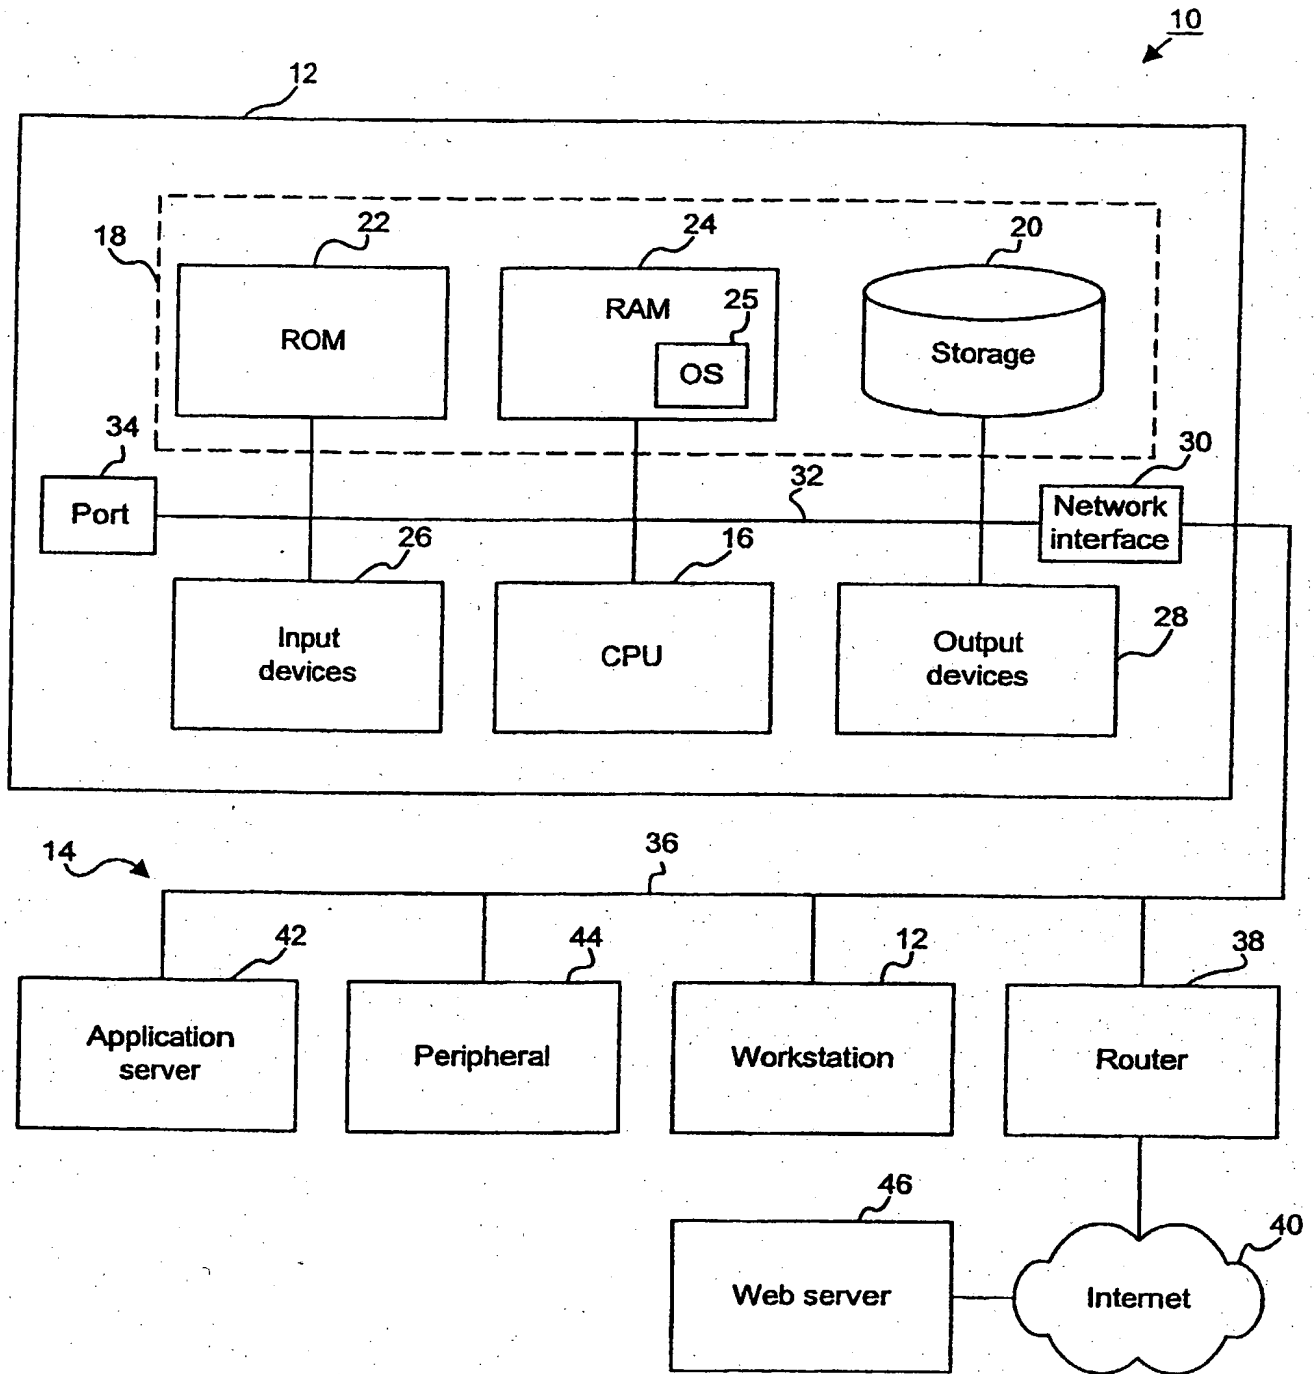 10
12
18
22
24
20
ROM
RAM
25
OS
Storage
34
Port
32
30
Network
interface
26
16
28
Input
devices
CPU
Output
devices
14
36
42
44
12
38
Application
server
Peripheral
Workstation
Router
46
40
Web server
Internet